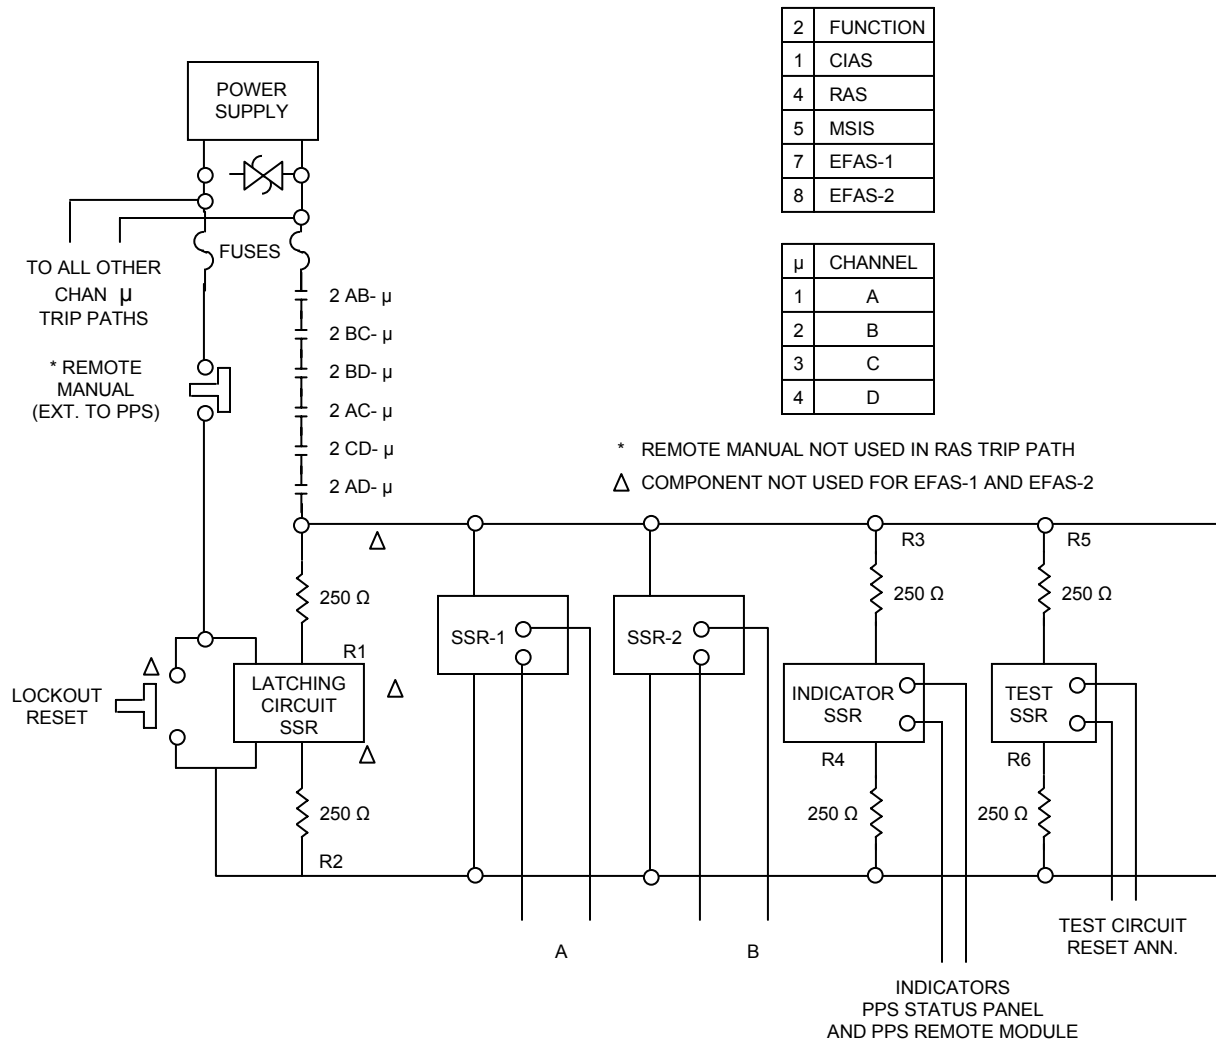 2 FUNCTION
1 CIAS
4 RAS
5 MSIS
7 EFAS-1
8 EFAS-2
POWER
SUPPLY
FUSES
TO ALL OTHER
CHAN μ
TRIP PATHS
μ CHANNEL
1 A
2 B
3 C
4 D
2 AB- μ
2 BC- μ
2 BD- μ
2 AC- μ
2 CD- μ
2 AD- μ
* REMOTE
MANUAL
(EXT. TO PPS)
* REMOTE MANUAL NOT USED IN RAS TRIP PATH
Δ COMPONENT NOT USED FOR EFAS-1 AND EFAS-2
Δ
R3
R5
250 Ω
250 Ω
250 Ω
R1
Δ
LOCKOUT
RESET
LATCHING
CIRCUIT
SSR
Δ
Δ
SSR-1
SSR-2
INDICATOR
SSR
TEST
SSR
R4
R6
250 Ω
250 Ω
250 Ω
R2
A
B
TEST CIRCUIT
RESET ANN.
INDICATORS
PPS STATUS PANEL
AND PPS REMOTE MODULE